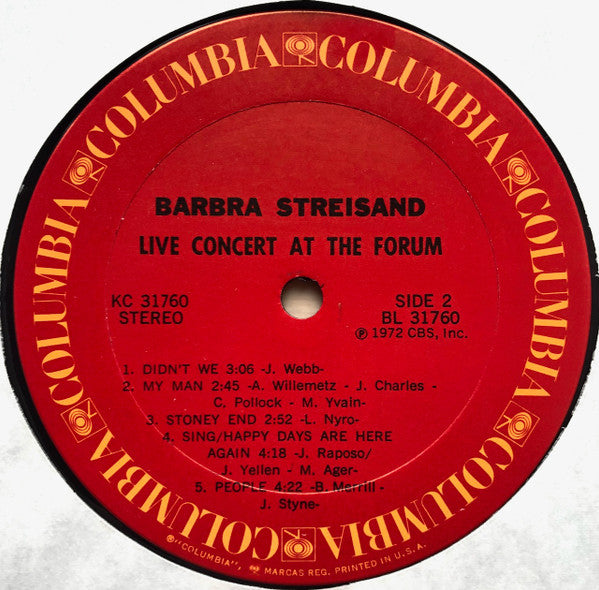 COLUMBIA COLUMBIA COLUMBIA COLUMBIA COLUMBIA COLUMBIA
BARBRA STREISAND
LIVE CONCERT AT THE FORUM
KC 31760
STEREO
SIDE 2
BL 31760
℗ 1972 CBS, Inc.
1. DIDN'T WE 3:06 -J. Webb-
2. MY MAN 2:45 -A. Willemetz - J. Charles -
C. Pollock - M. Yvain-
3. STONEY END 2:52 -L. Nyro-
4. SING/HAPPY DAYS ARE HERE
AGAIN 4:18 -J. Raposo/
J. Yellen - M. Ager-
5. PEOPLE 4:22 -B. Merrill -
J. Styne-
®"COLUMBIA", MARCAS REG. PRINTED IN U.S.A.